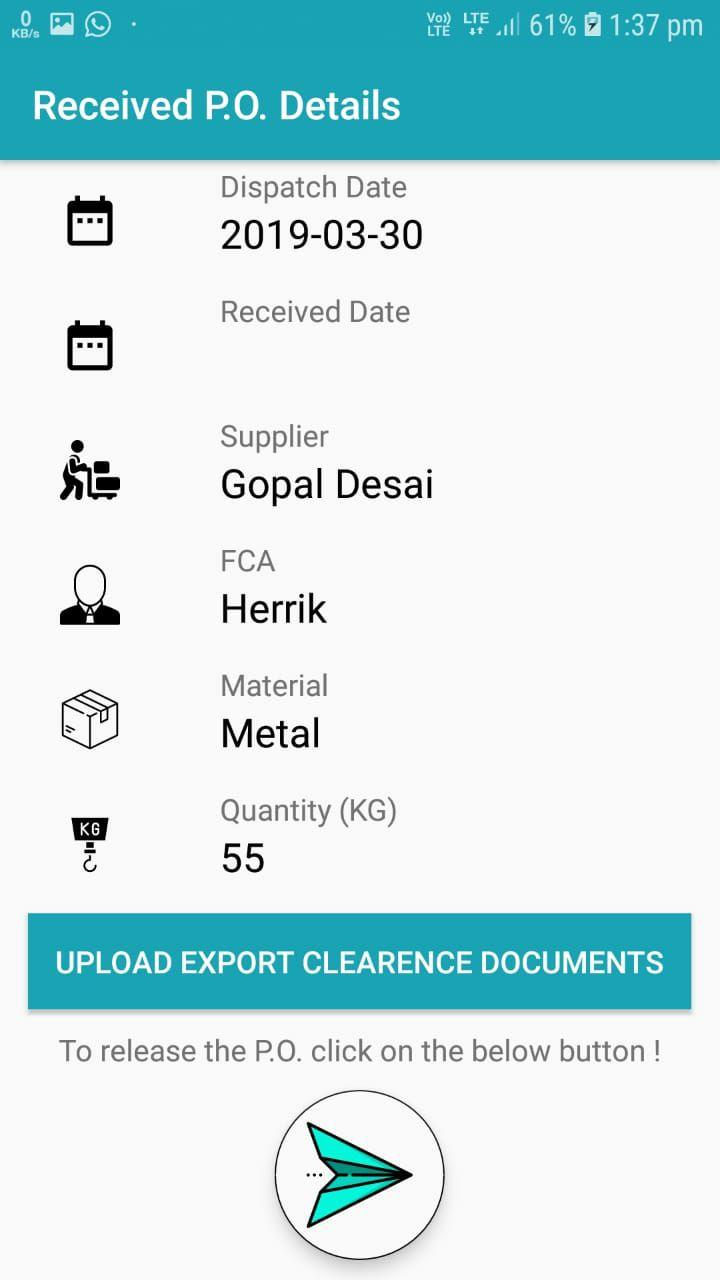 0
KB/s
Vo))
LTE
LTE
61%
1:37 pm
Received P.O. Details
Dispatch Date
2019-03-30
Received Date
Supplier
Gopal Desai
FCA
Herrik
Material
Metal
Quantity (KG)
KG
55
UPLOAD EXPORT CLEARENCE DOCUMENTS
To release the P.O. click on the below button !